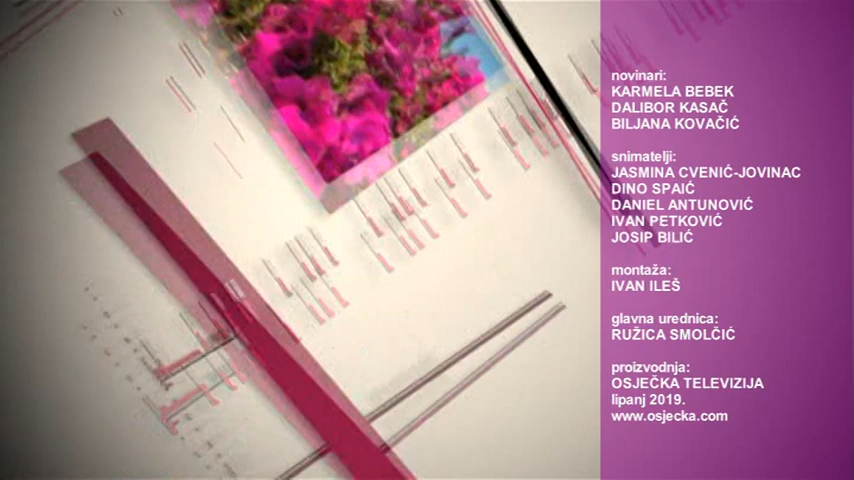 novinari:
KARMELA BEBEK
DALIBOR KASAČ
BILJANA KOVAČIĆ
snimatelji:
JASMINA CVENIĆ-JOVINAC
DINO SPAIĆ
DANIEL ANTUNOVIĆ
IVAN PETKOVIĆ
JOSIP BILIĆ
montaža:
IVAN ILEŠ
glavna urednica:
RUŽICA SMOLČIĆ
proizvodnja:
OSJEČKA TELEVIZIJA
lipanj 2019.
www.osjecka.com